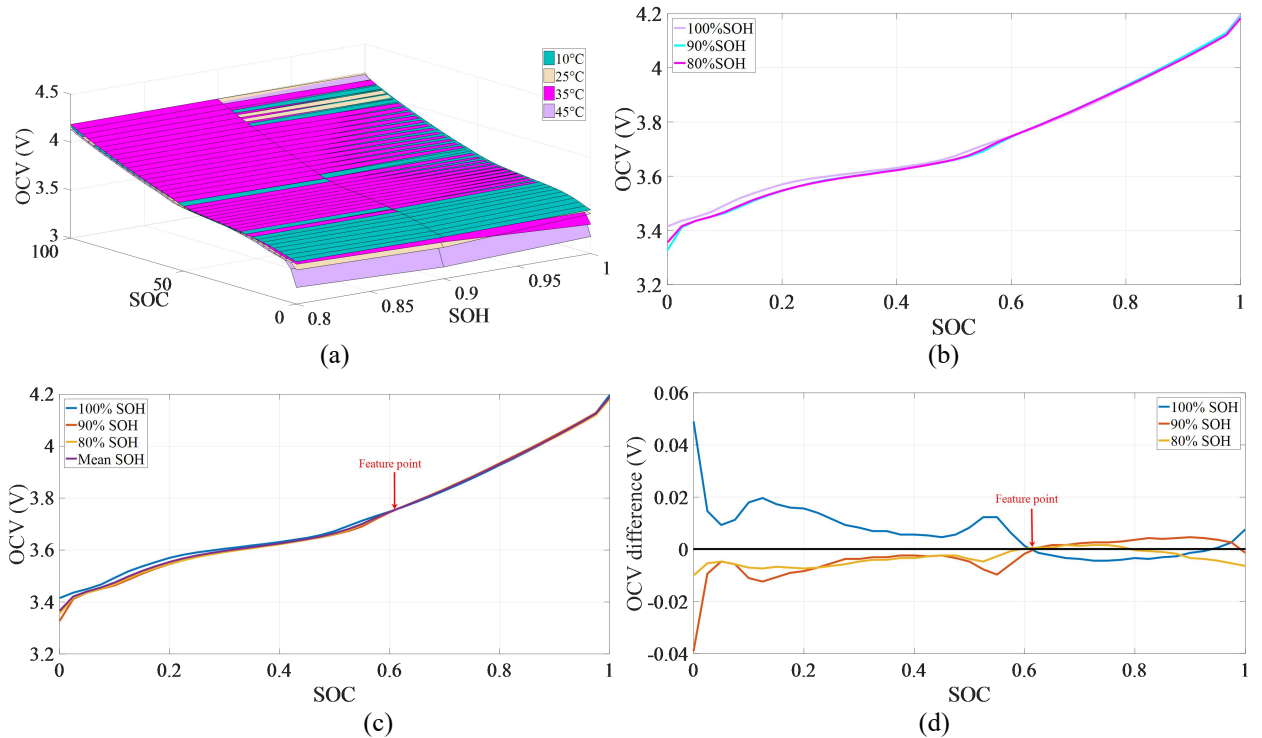 4.5
4
3.5
3
OCV (V)
100
50
0
SOC
0.8
0.85
0.9
0.95
1
SOH
10°C
25°C
35°C
45°C
(a)
100%SOH
90%SOH
80%SOH
4
3.8
3.6
3.4
3.2
OCV (V)
0
0.2
0.4
0.6
0.8
1
SOC
(b)
4.2
4
3.8
3.6
3.4
3.2
OCV (V)
100% SOH
90% SOH
80% SOH
Mean SOH
Feature point
0
0.2
0.4
0.6
0.8
1
SOC
(c)
0.06
0.04
0.02
0
-0.02
-0.04
OCV difference (V)
100% SOH
90% SOH
80% SOH
Feature point
0
0.2
0.4
0.6
0.8
1
SOC
(d)